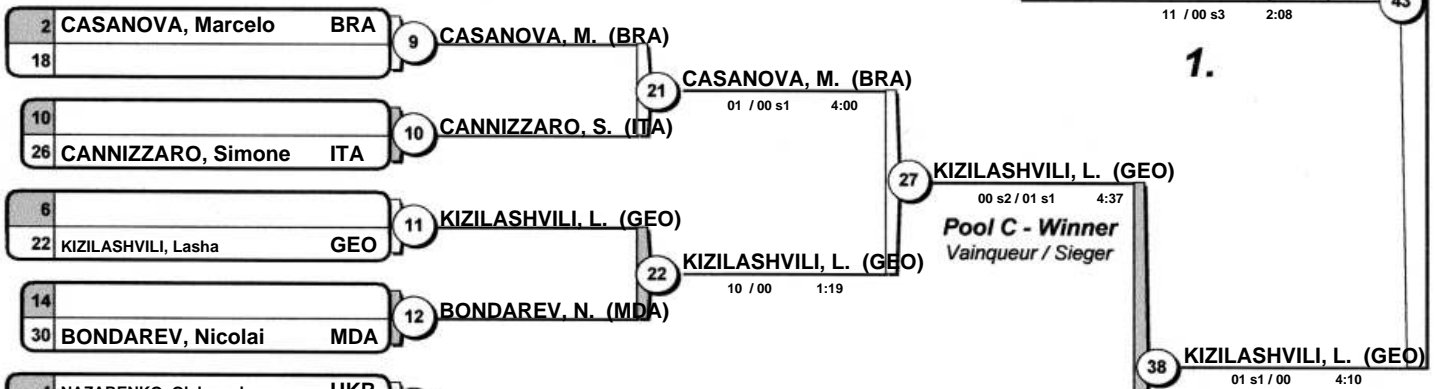 11 / 00 s3 2:08
43
1.
2 CASANOVA, Marcelo BRA
18
9
CASANOVA, M. (BRA)
21
CASANOVA, M. (BRA)
01 / 00 s1 4:00
10
26 CANNIZZARO, Simone ITA
10
CANNIZZARO, S. (ITA)
27
KIZILASHVILI, L. (GEO)
00 s2 / 01 s1 4:37
Pool C - Winner
Vainqueur / Sieger
6
22 KIZILASHVILI, Lasha GEO
11
KIZILASHVILI, L. (GEO)
22
KIZILASHVILI, L. (GEO)
10 / 00 1:19
14
30 BONDAREV, Nicolai MDA
12
BONDAREV, N. (MDA)
38
KIZILASHVILI, L. (GEO)
01 s1 / 00 4:10
UKR